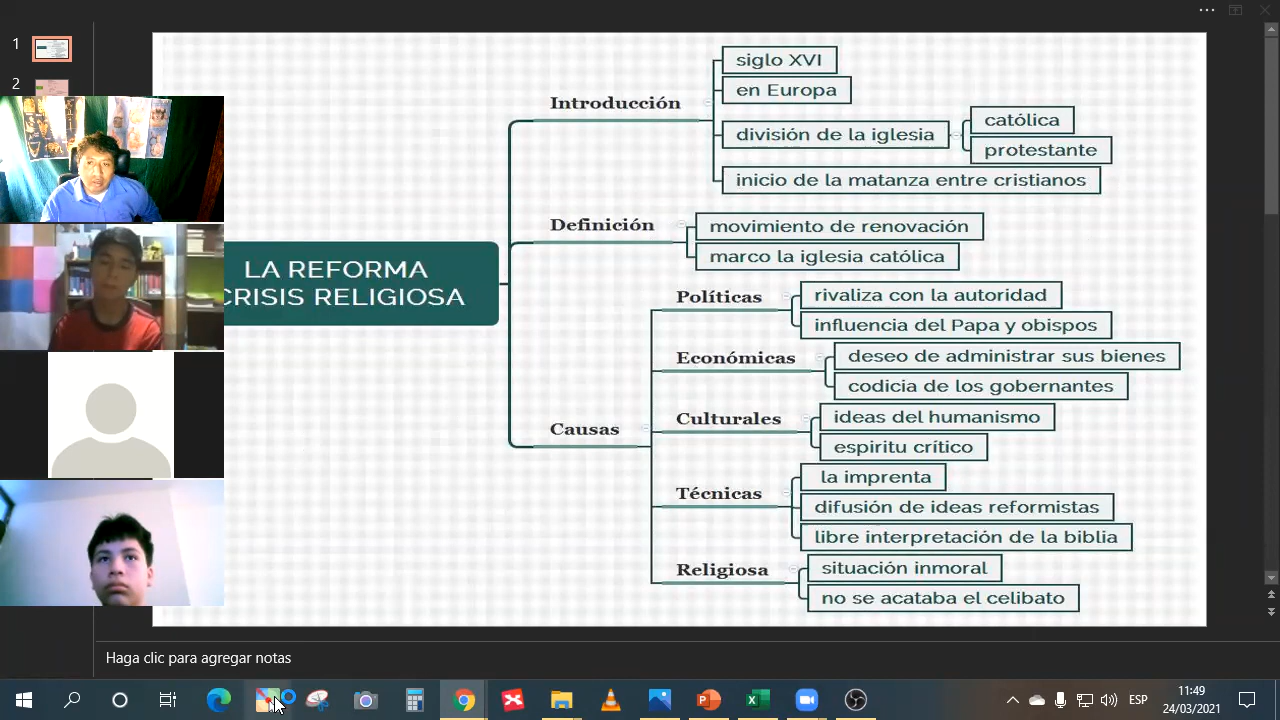 1
2
LA REFORMA
CRISIS RELIGIOSA
Introducción
siglo XVI
en Europa
división de la iglesia
católica
protestante
inicio de la matanza entre cristianos
Definición
movimiento de renovación
marco la iglesia católica
Causas
Políticas
rivaliza con la autoridad
influencia del Papa y obispos
Económicas
deseo de administrar sus bienes
codicia de los gobernantes
Culturales
ideas del humanismo
espiritu crítico
Técnicas
la imprenta
difusión de ideas reformistas
libre interpretación de la biblia
Religiosa
situación inmoral
no se acataba el celibato
Haga clic para agregar notas
ESP
11:49
24/03/2021